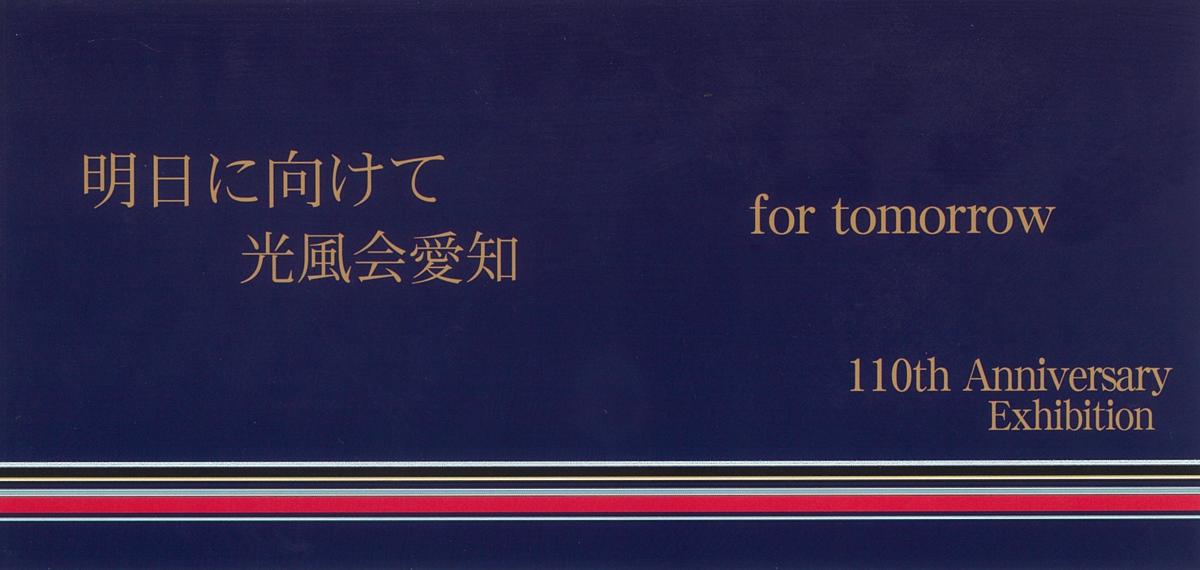 明日に向けて
光風会愛知
for tomorrow
110th Anniversary
Exhibition